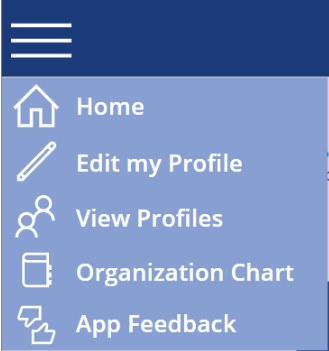 Home
Edit my Profile
View Profiles
Organization Chart
App Feedback